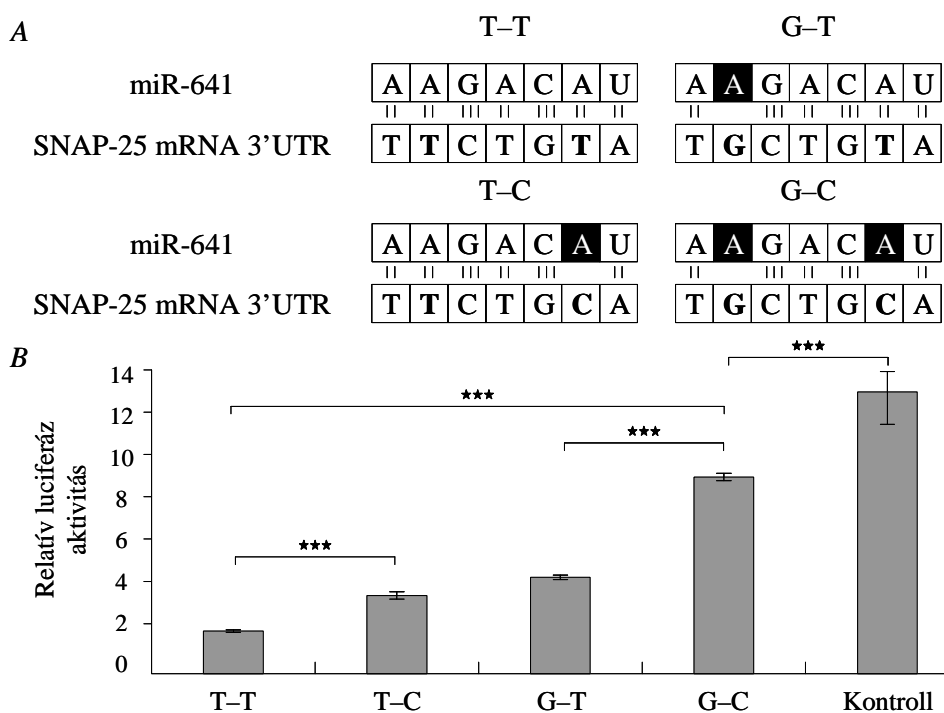 A
T–T G–T
miR-641 A A G A C A U A A G A C A U
SNAP-25 mRNA 3’UTR T T C T G T A T G C T G T A
T–C G–C
miR-641 A A G A C A U A A G A C A U
SNAP-25 mRNA 3’UTR T T C T G C A T G C T G C A
B
Relatív luciferáz
aktivitás
14
12
10
8
6
4
2
0
***
***
***
***
T–T T–C G–T G–C Kontroll